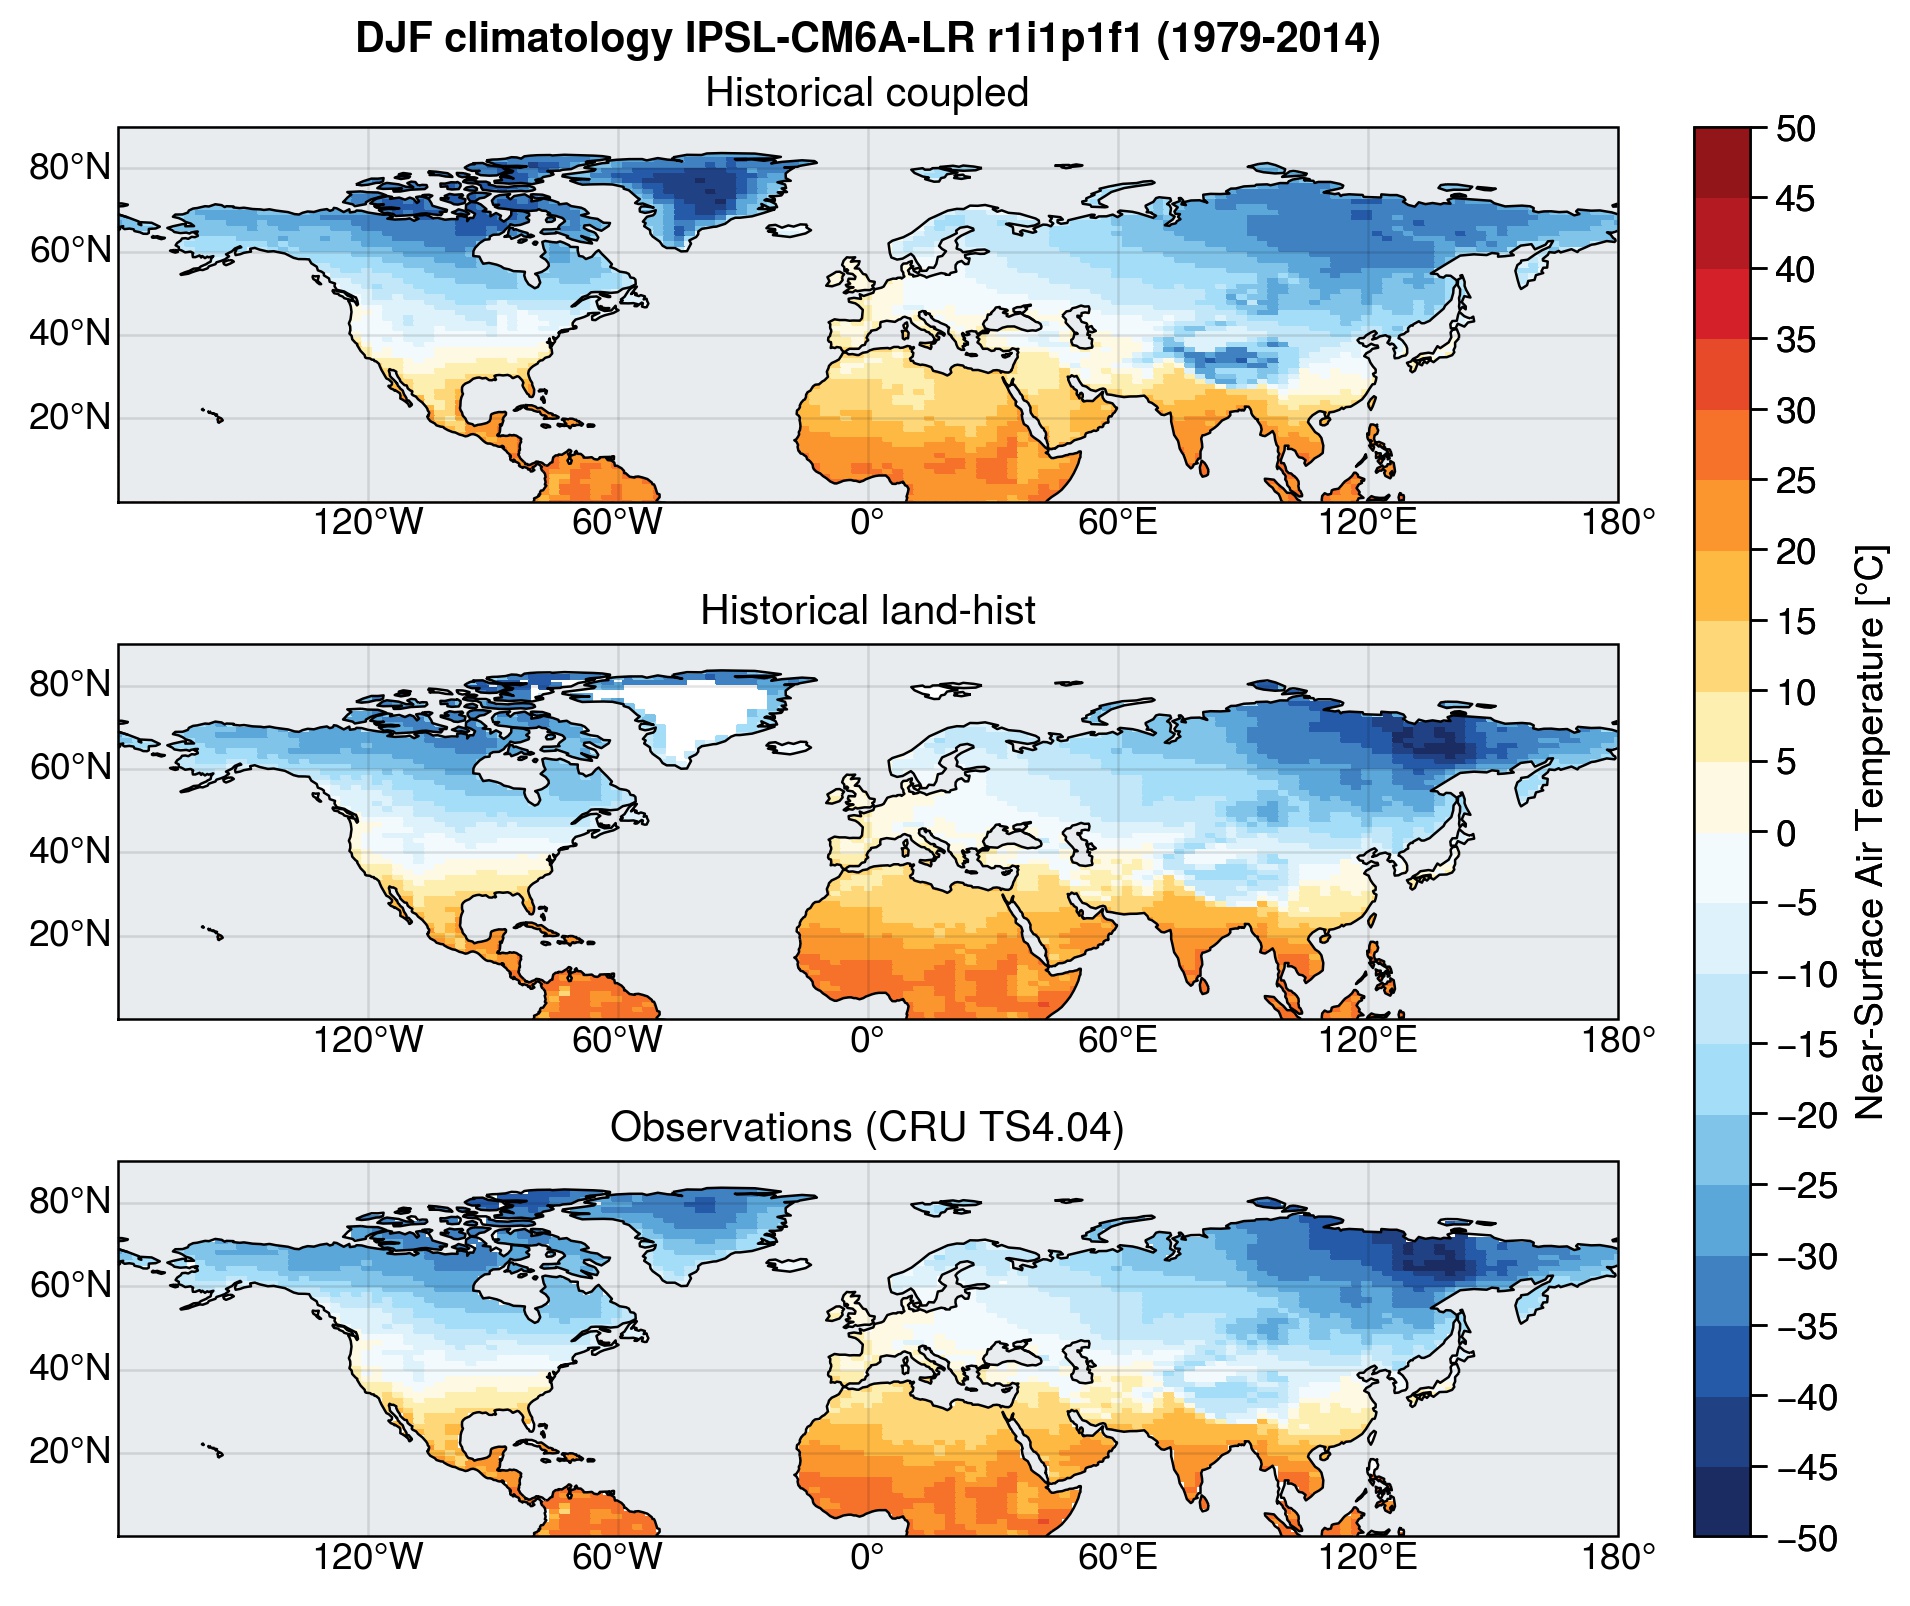 DJF climatology IPSL-CM6A-LR r1i1p1f1 (1979-2014)
Historical coupled
80°N
60°N
40°N
20°N
120°W 60°W 0° 60°E 120°E 180°
Historical land-hist
80°N
60°N
40°N
20°N
120°W 60°W 0° 60°E 120°E 180°
Observations (CRU TS4.04)
80°N
60°N
40°N
20°N
120°W 60°W 0° 60°E 120°E 180°
50
45
40
35
30
25
20
15
10
5
0
−5
−10
−15
−20
−25
−30
−35
−40
−45
−50
Near-Surface Air Temperature [°C]